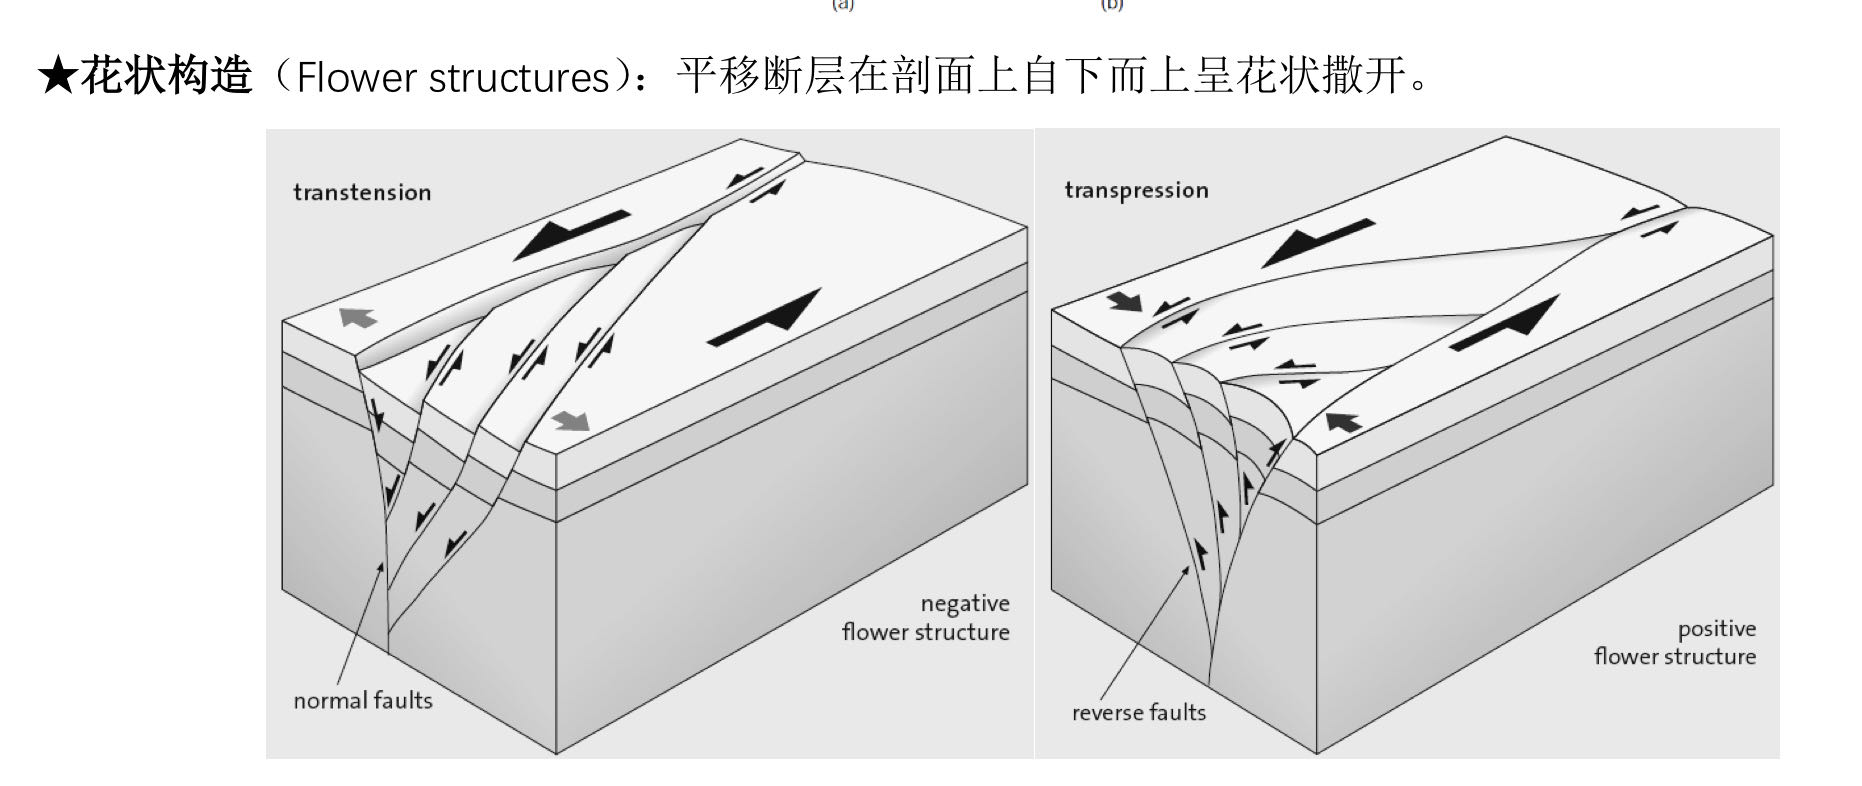 (a) (b)
★花状构造（Flower structures）：平移断层在剖面上自下而上呈花状撒开。
transtension
negative
flower structure
normal faults
transpression
positive
flower structure
reverse faults